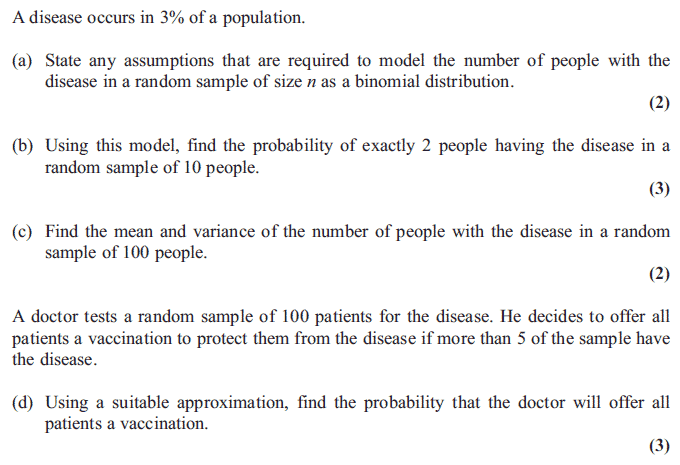 A disease occurs in 3% of a population.
(a) State any assumptions that are required to model the number of people with the
disease in a random sample of size n as a binomial distribution.
(2)
(b) Using this model, find the probability of exactly 2 people having the disease in a
random sample of 10 people.
(3)
(c) Find the mean and variance of the number of people with the disease in a random
sample of 100 people.
(2)
A doctor tests a random sample of 100 patients for the disease. He decides to offer all
patients a vaccination to protect them from the disease if more than 5 of the sample have
the disease.
(d) Using a suitable approximation, find the probability that the doctor will offer all
patients a vaccination.
(3)